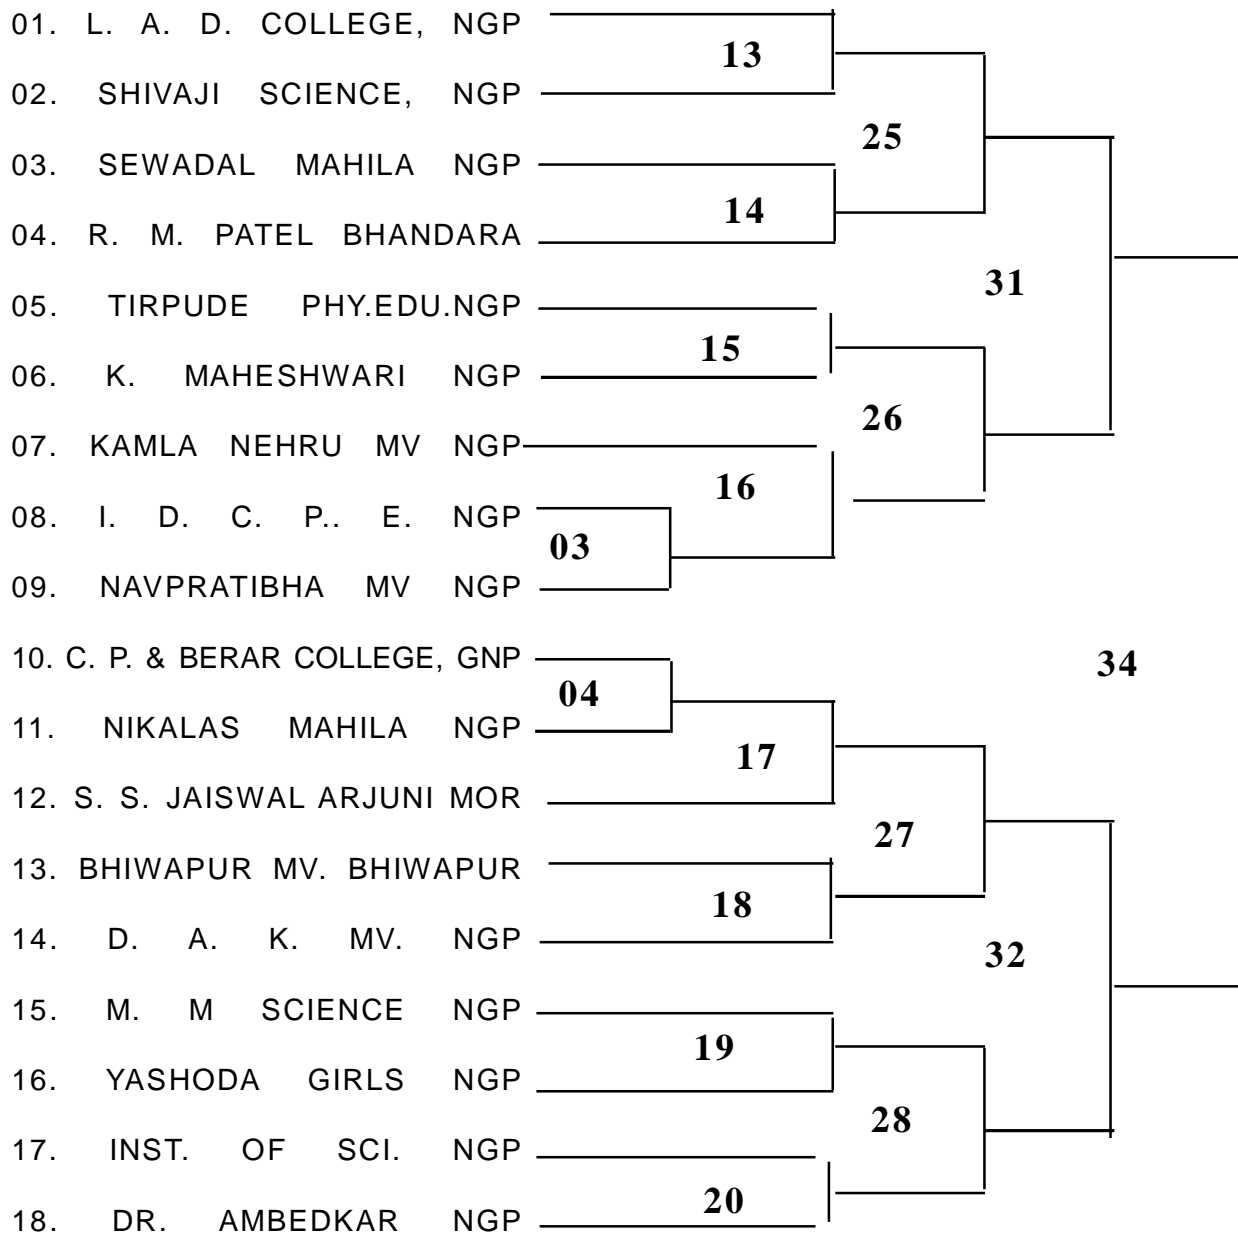 01. L. A. D. COLLEGE, NGP
13
02. SHIVAJI SCIENCE, NGP
25
03. SEWADAL MAHILA NGP
14
04. R. M. PATEL BHANDARA
31
05. TIRPUDE PHY.EDU.NGP
15
06. K. MAHESHWARI NGP
26
07. KAMLA NEHRU MV NGP
16
08. I. D. C. P.. E. NGP
03
09. NAVPRATIBHA MV NGP
10. C. P. & BERAR COLLEGE, GNP
34
04
11. NIKALAS MAHILA NGP
17
12. S. S. JAISWAL ARJUNI MOR
27
13. BHIWAPUR MV. BHIWAPUR
18
14. D. A. K. MV. NGP
32
15. M. M SCIENCE NGP
19
16. YASHODA GIRLS NGP
28
17. INST. OF SCI. NGP
20
18. DR. AMBEDKAR NGP